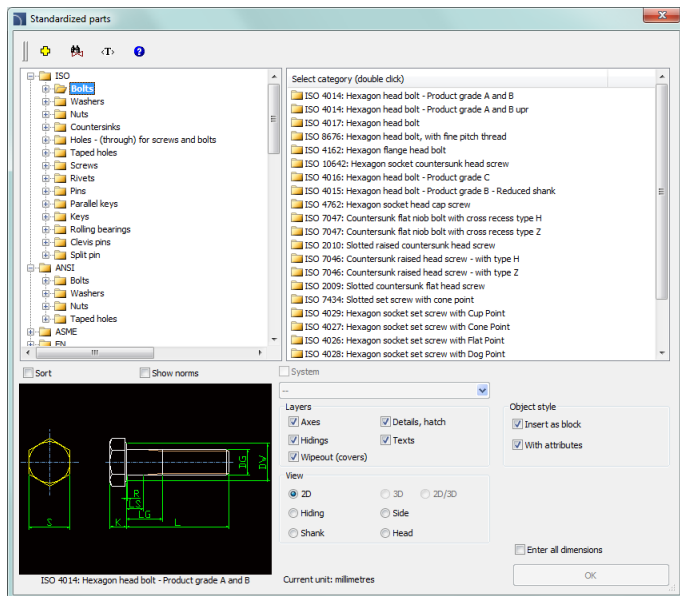 Standardized parts
<T>
ISO
Bolts
Washers
Nuts
Countersinks
Holes - (through) for screws and bolts
Taped holes
Screws
Rivets
Pins
Parallel keys
Keys
Rolling bearings
Clevis pins
Split pin
ANSI
Bolts
Washers
Nuts
Taped holes
ASME
EN
Select category (double click)
ISO 4014: Hexagon head bolt - Product grade A and B
ISO 4014: Hexagon head bolt - Product grade A and B upr
ISO 4017: Hexagon head bolt
ISO 8676: Hexagon head bolt, with fine pitch thread
ISO 4162: Hexagon flange head bolt
ISO 10642: Hexagon socket countersunk head screw
ISO 4016: Hexagon head bolt - Product grade C
ISO 4015: Hexagon head bolt - Product grade B - Reduced shank
ISO 4762: Hexagon socket head cap screw
ISO 7047: Countersunk flat niob bolt with cross recess type H
ISO 7047: Countersunk flat niob bolt with cross recess type Z
ISO 2010: Slotted raised countersunk head screw
ISO 7046: Countersunk raised head screw - with type H
ISO 7046: Countersunk raised head screw - with type Z
ISO 2009: Slotted countersunk flat head screw
ISO 7434: Slotted set screw with cone point
ISO 4029: Hexagon socket set screw with Cup Point
ISO 4027: Hexagon socket set screw with Cone Point
ISO 4026: Hexagon socket set screw with Flat Point
ISO 4028: Hexagon socket set screw with Dog Point
Sort
Show norms
System
--
Layers
Axes
Details, hatch
Hidings
Texts
Wipeout (covers)
Object style
Insert as block
With attributes
View
2D
3D
2D/3D
Hiding
Side
Shank
Head
Enter all dimensions
OK
S
K
LG
L
DG
DW
ISO 4014: Hexagon head bolt - Product grade A and B
Current unit: millimetres